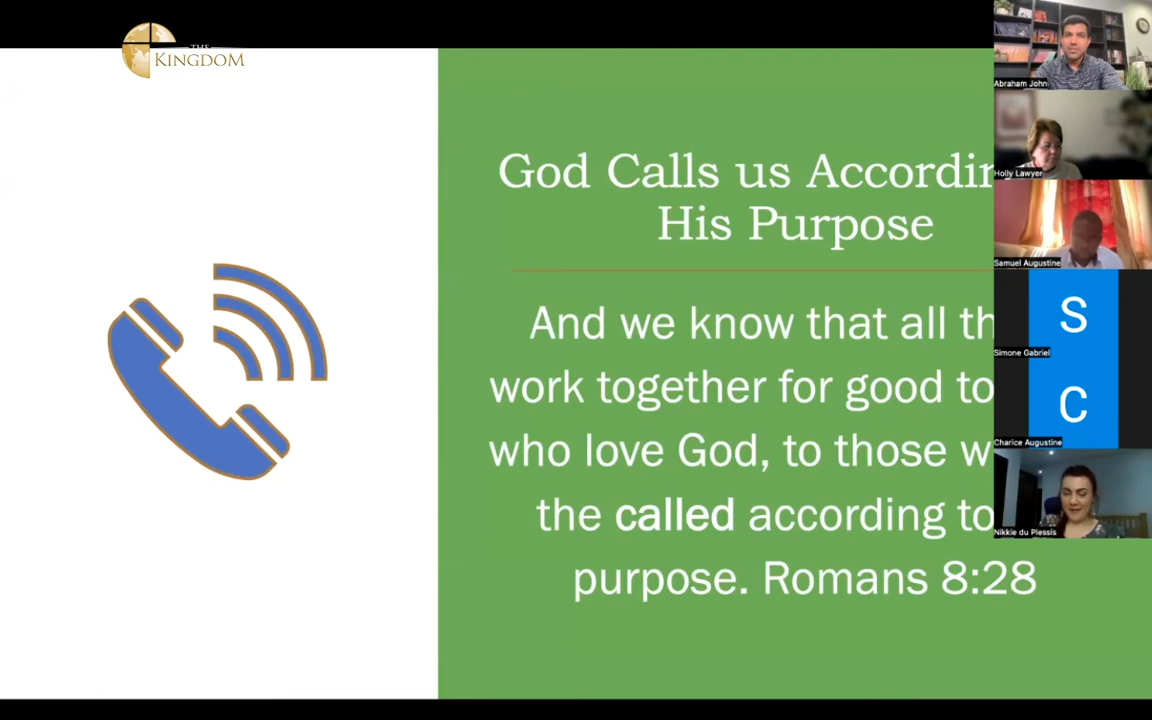 THE
KINGDOM
God Calls us Accordin
His Purpose
And we know that all th
work together for good to
who love God, to those w
the called according to
purpose. Romans 8:28
Abraham John
Holly Lawyer
Samuel Augustine
S
Simone Gabriel
C
Charice Augustine
Nikkie du Plessis